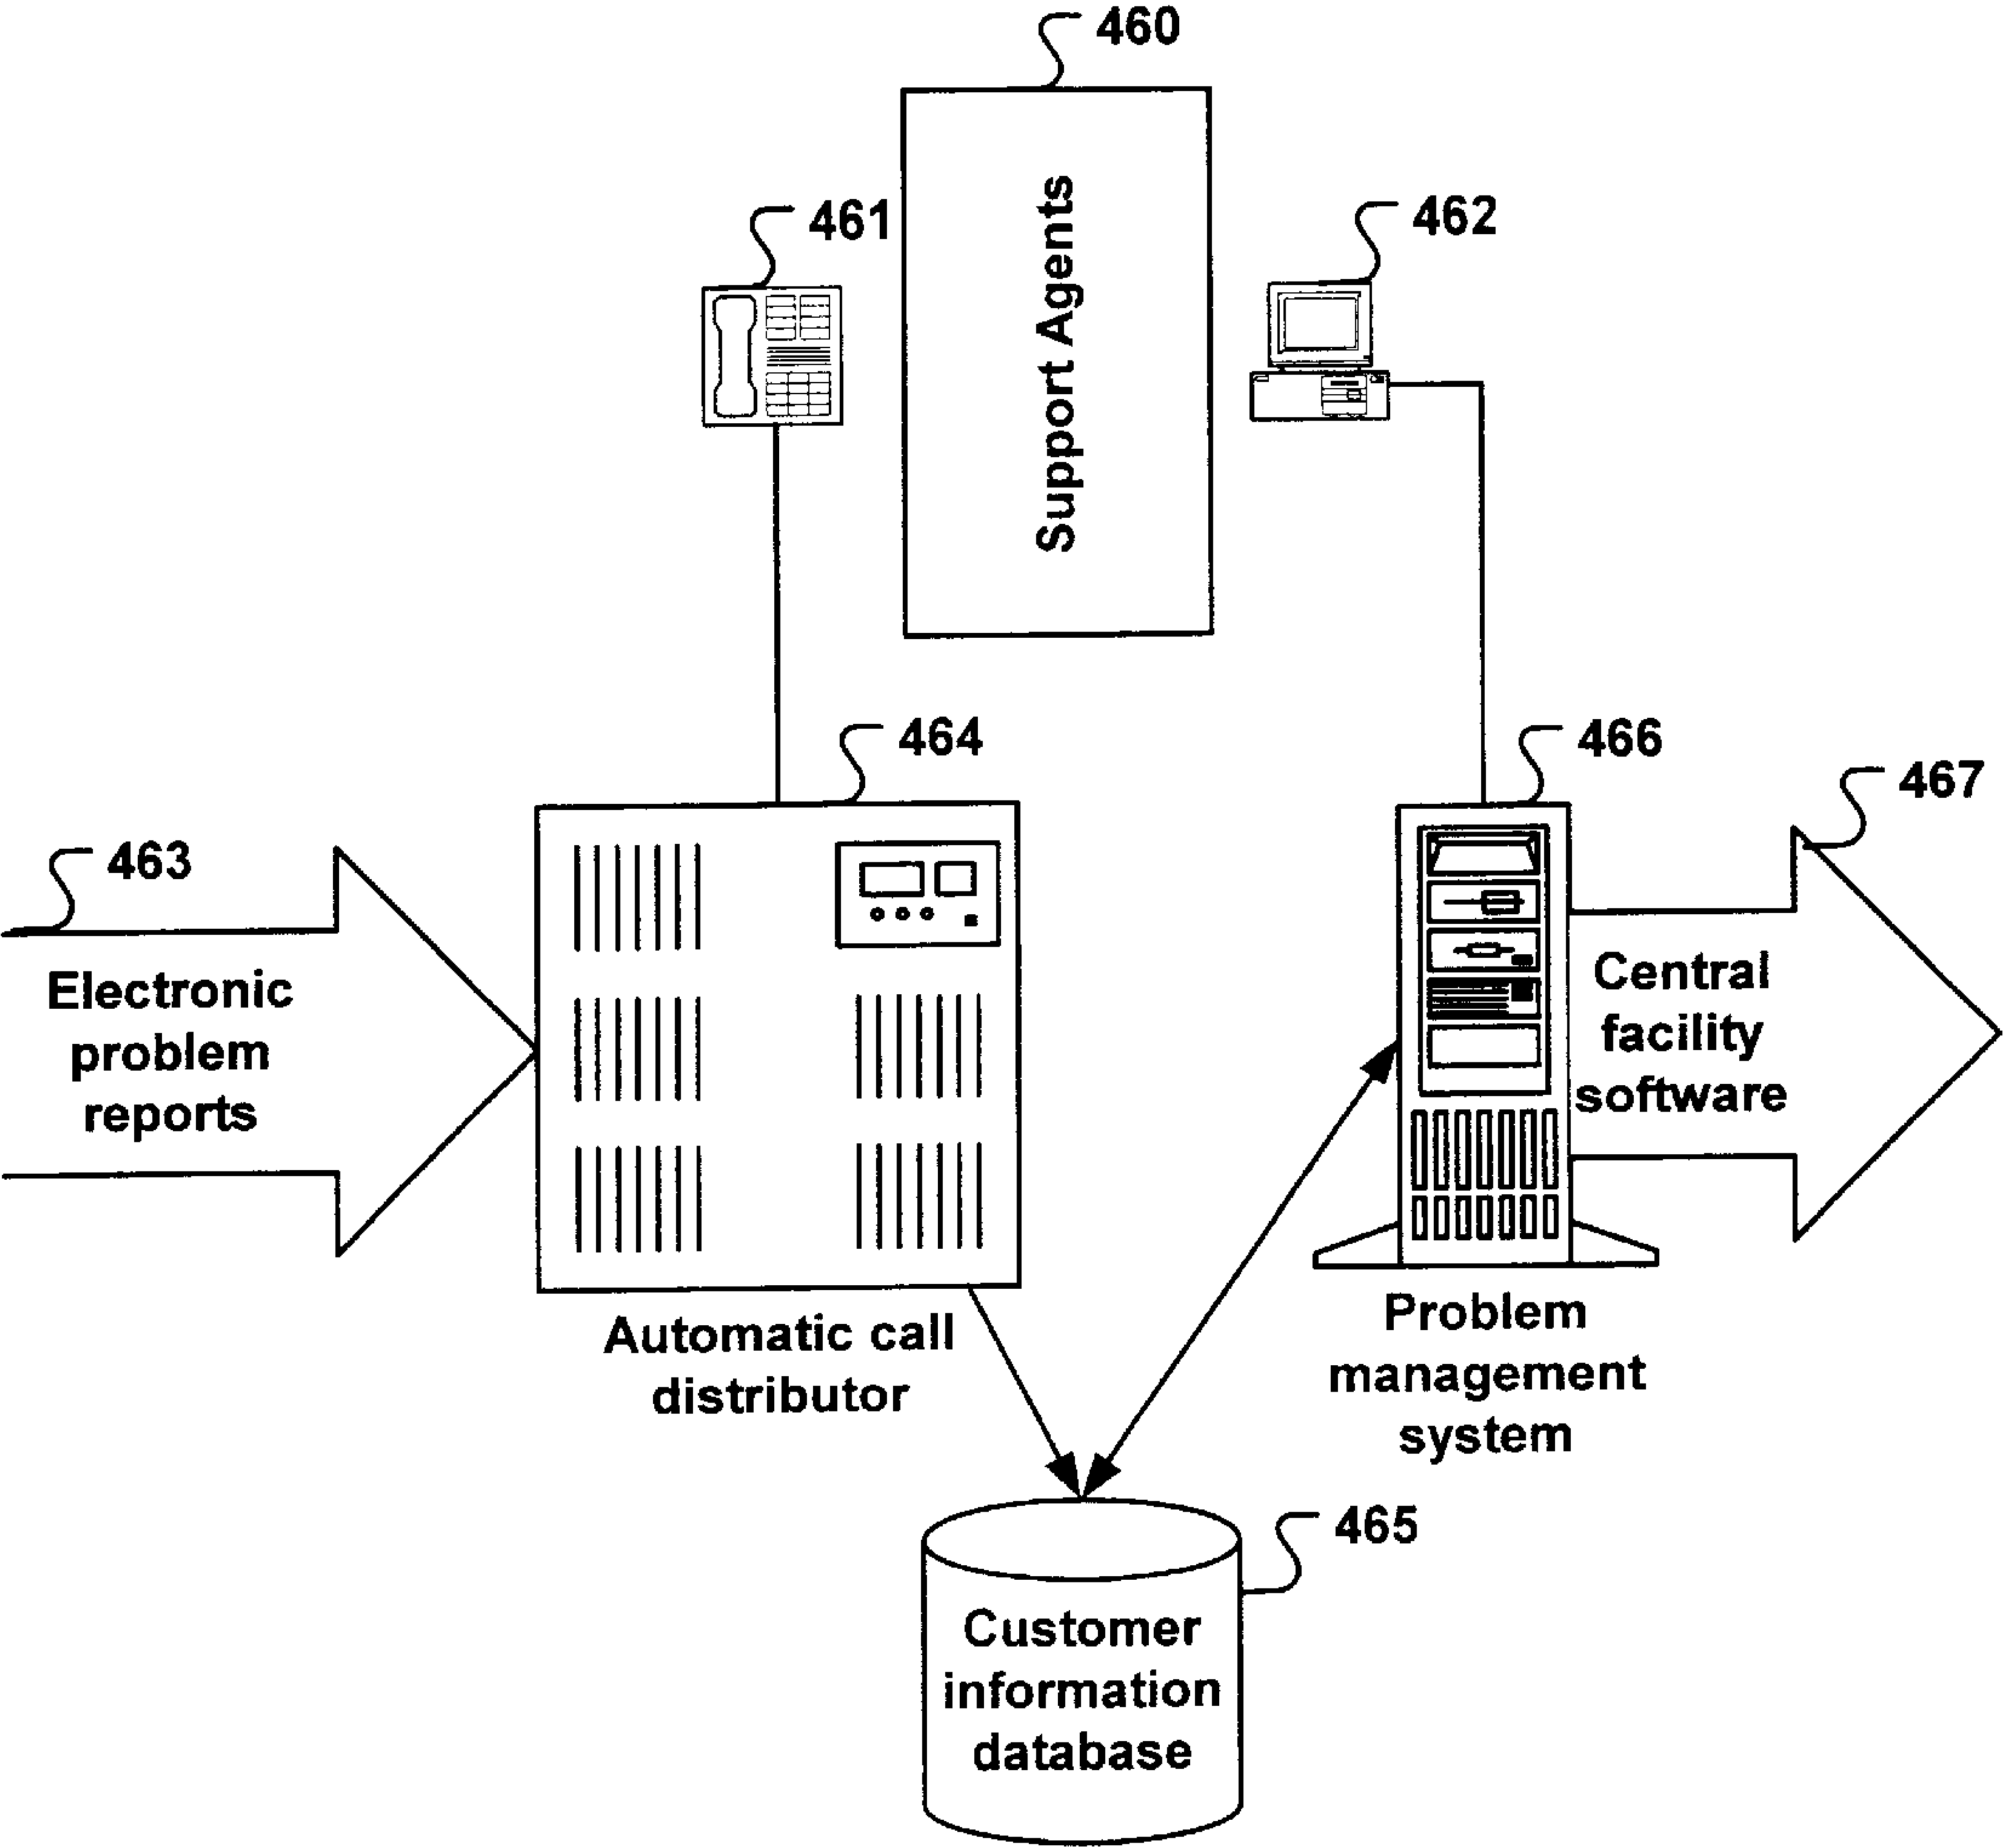 460
461
Support Agents
462
464
466
467
463
Electronic
problem
reports
Central
facility
software
Automatic call
distributor
Problem
management
system
465
Customer
information
database